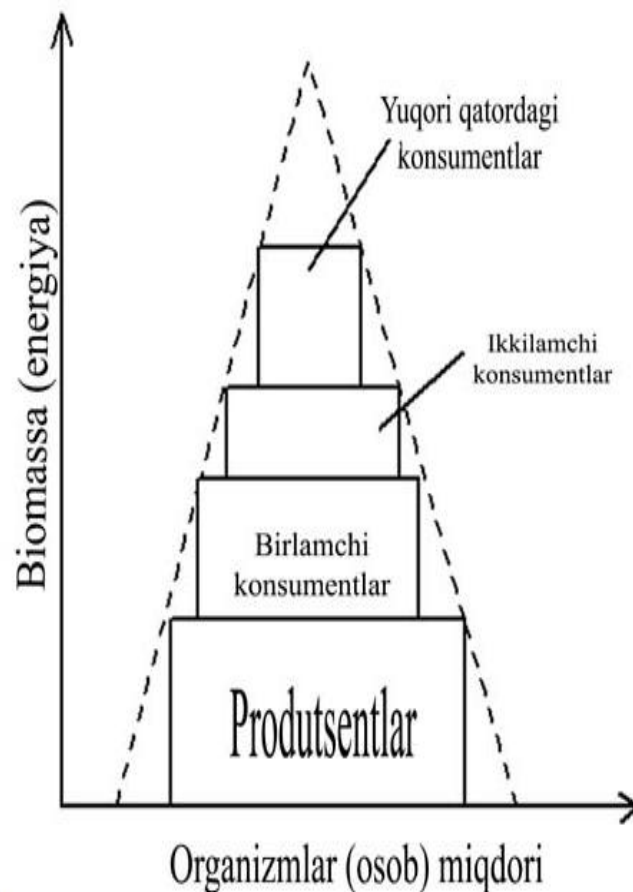 Yuqori qatordagi
konsumentlar
Ikkilamchi
konsumentlar
Birlamchi
konsumentlar
Produtsentlar
Biomassa (energiya)
Organizmlar (osob) miqdori